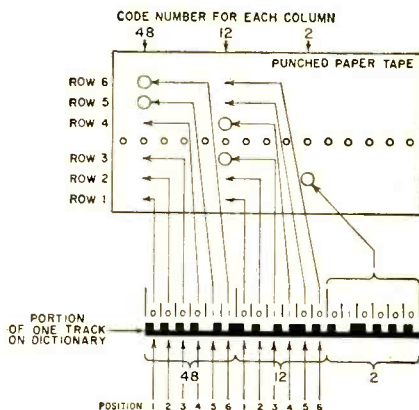 CODE NUMBER FOR EACH COLUMN
48 12 2
PUNCHED PAPER TAPE
ROW 6
ROW 5
ROW 4
ROW 3
ROW 2
ROW 1
PORTION
OF ONE TRACK
ON DICTIONARY
48 12 2
POSITION 1 2 3 4 5 6 1 2 3 4 5 6